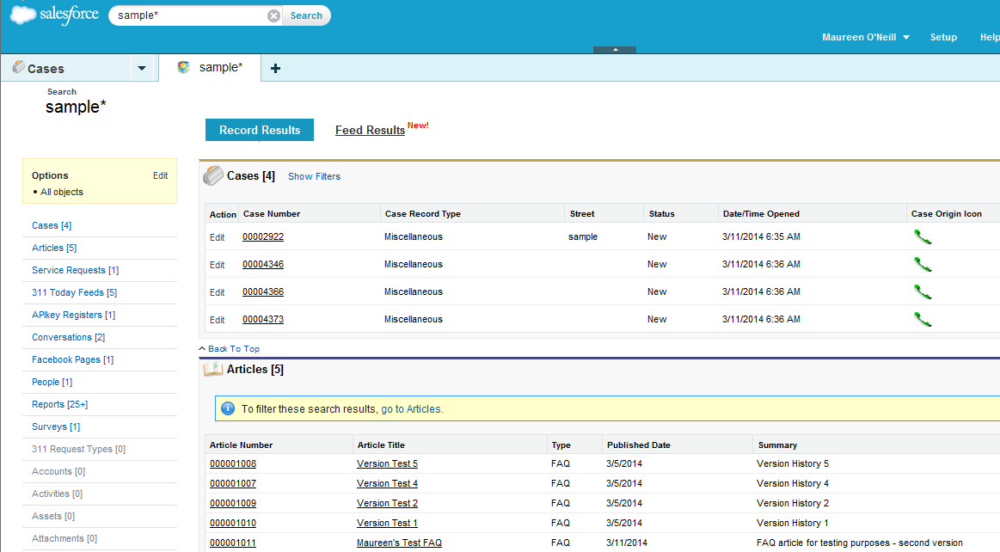 salesforce sample* Search
Maureen O'Neill Setup Help
Cases sample* +
Search
sample*
Record Results Feed Results New!
Options Edit
• All objects
Cases [4]
Articles [5]
Service Requests [1]
311 Today Feeds [5]
APIkey Registers [1]
Conversations [2]
Facebook Pages [1]
People [1]
Reports [25+]
Surveys [1]
311 Request Types [0]
Accounts [0]
Activities [0]
Assets [0]
Attachments [0]
Cases [4] Show Filters
Action Case Number Case Record Type Street Status Date/Time Opened Case Origin Icon
Edit 00002922 Miscellaneous sample New 3/11/2014 6:35 AM
Edit 00004346 Miscellaneous New 3/11/2014 6:36 AM
Edit 00004366 Miscellaneous New 3/11/2014 6:36 AM
Edit 00004373 Miscellaneous New 3/11/2014 6:36 AM
Back To Top
Articles [5]
To filter these search results, go to Articles.
Article Number Article Title Type Published Date Summary
000001008 Version Test 5 FAQ 3/5/2014 Version History 5
000001007 Version Test 4 FAQ 3/5/2014 Version History 4
000001009 Version Test 2 FAQ 3/5/2014 Version History 2
000001010 Version Test 1 FAQ 3/5/2014 Version History 1
000001011 Maureen's Test FAQ FAQ 3/11/2014 FAQ article for testing purposes - second version